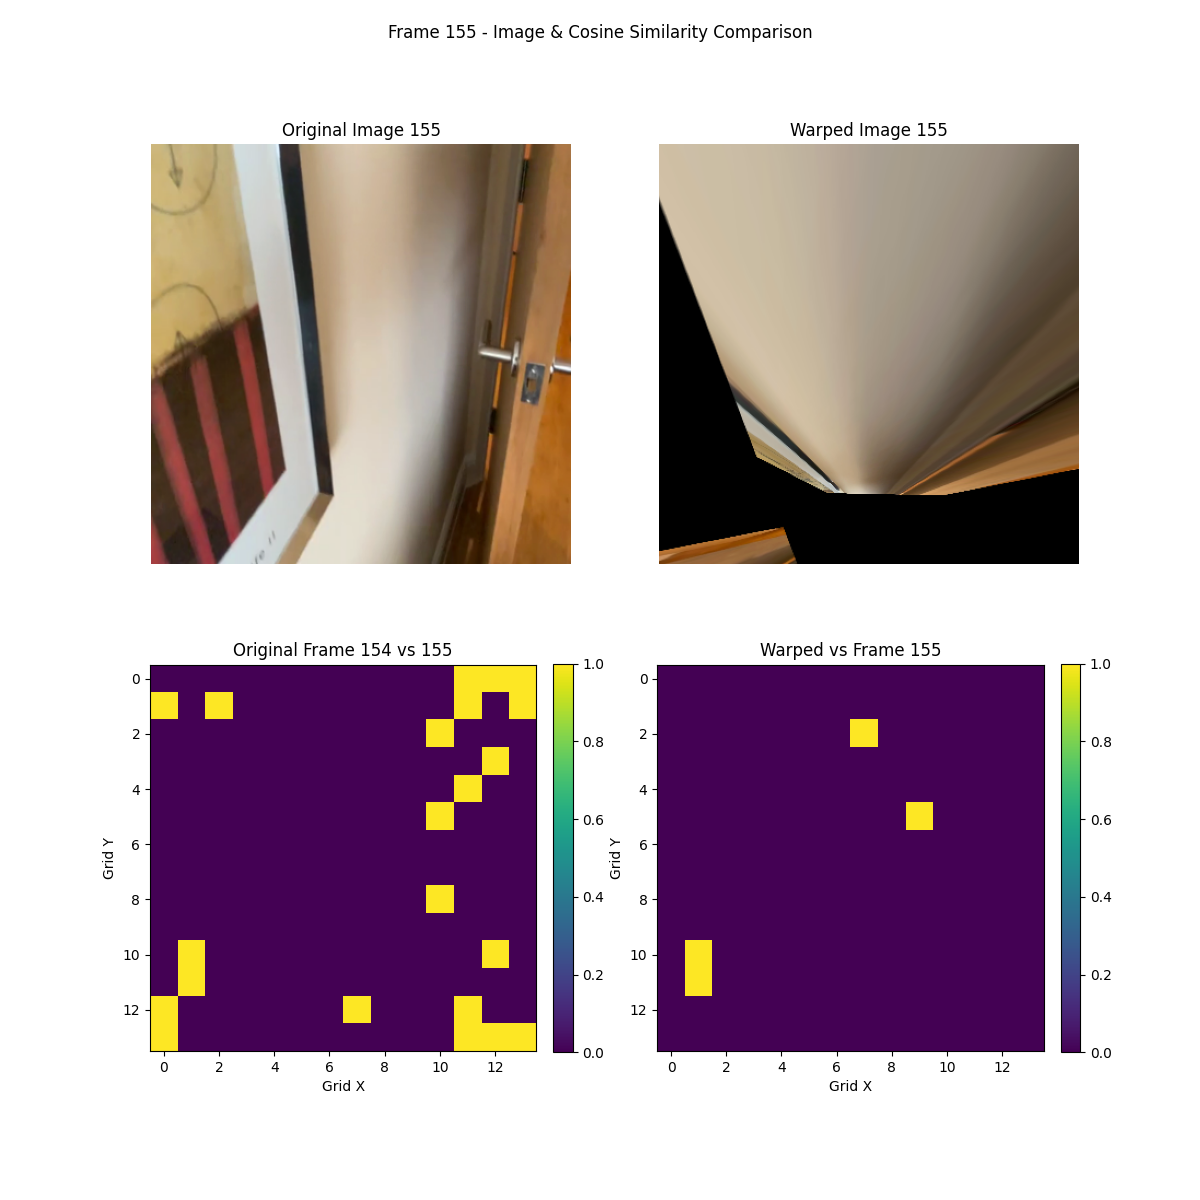 Frame 155 - Image & Cosine Similarity Comparison
Original Image 155
Warped Image 155
Original Frame 154 vs 155
Warped vs Frame 155
0
2
4
6
8
10
12
Grid Y
0 2 4 6 8 10 12
Grid X
1.0
0.8
0.6
0.4
0.2
0.0
0
2
4
6
8
10
12
Grid Y
0 2 4 6 8 10 12
Grid X
1.0
0.8
0.6
0.4
0.2
0.0